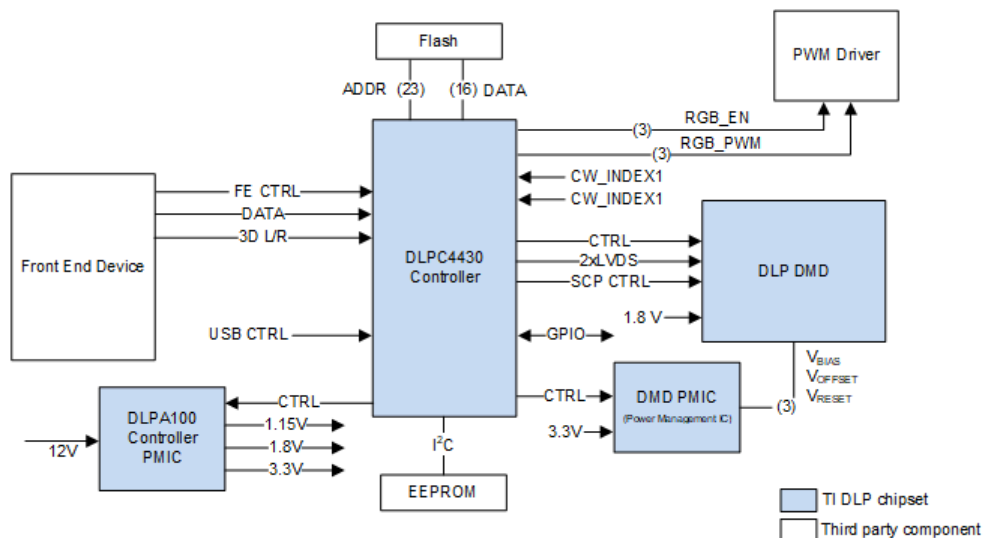 Flash
PWM Driver
ADDR (23) (16) DATA
RGB_EN
(3)
RGB_PWM
(3)
CW_INDEX1
CW_INDEX1
Front End Device
FE CTRL
DATA
3D L/R
DLPC4430
Controller
CTRL
2xLVDS
SCP CTRL
DLP DMD
1.8 V
USB CTRL
GPIO
VBIAS
VOFFSET
VRESET
(3)
DLPA100
Controller
PMIC
CTRL
1.15V
1.8V
3.3V
12V
CTRL
DMD PMIC
(Power Management IC)
3.3V
I²C
EEPROM
TI DLP chipset
Third party component